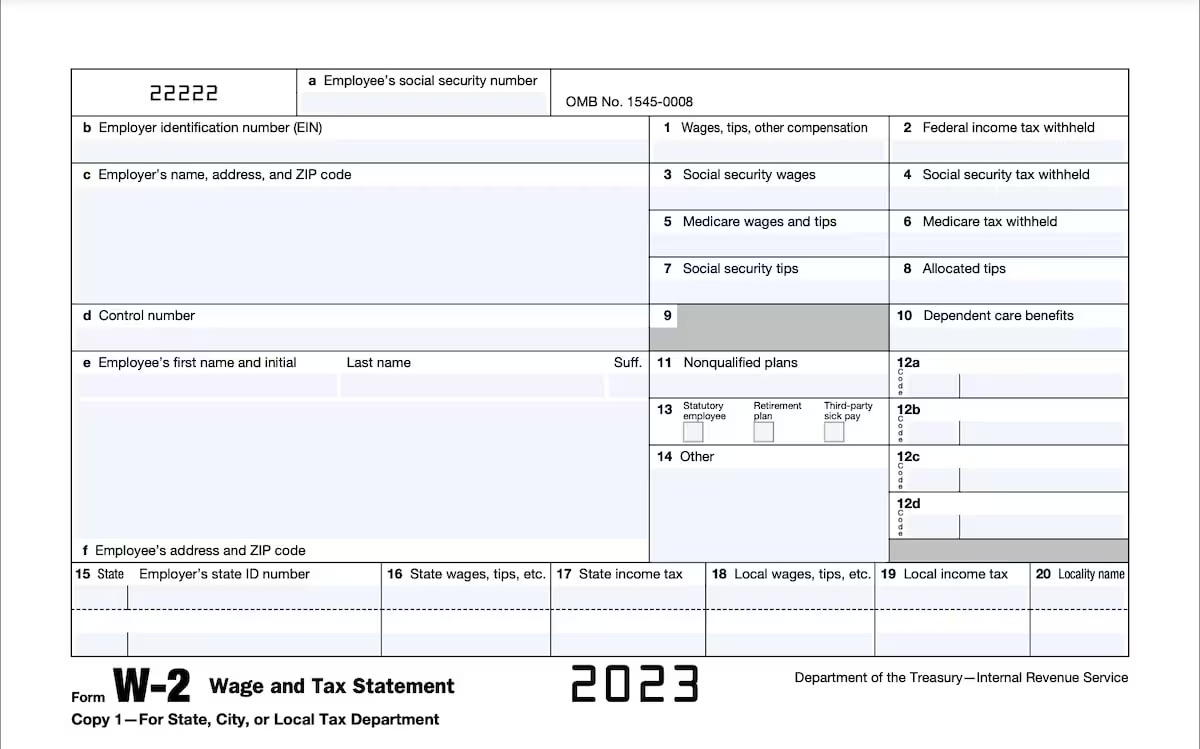 22222
a Employee's social security number
OMB No. 1545-0008
b Employer identification number (EIN)
1 Wages, tips, other compensation
2 Federal income tax withheld
c Employer's name, address, and ZIP code
3 Social security wages
4 Social security tax withheld
5 Medicare wages and tips
6 Medicare tax withheld
7 Social security tips
8 Allocated tips
d Control number
9
10 Dependent care benefits
e Employee's first name and initial
Last name
Suff.
11 Nonqualified plans
12a
Code
13 Statutory employee
Retirement plan
Third-party sick pay
12b
Code
14 Other
12c
Code
12d
Code
f Employee's address and ZIP code
15 State
Employer's state ID number
16 State wages, tips, etc.
17 State income tax
18 Local wages, tips, etc.
19 Local income tax
20 Locality name
Form W-2 Wage and Tax Statement
2023
Department of the Treasury—Internal Revenue Service
Copy 1—For State, City, or Local Tax Department